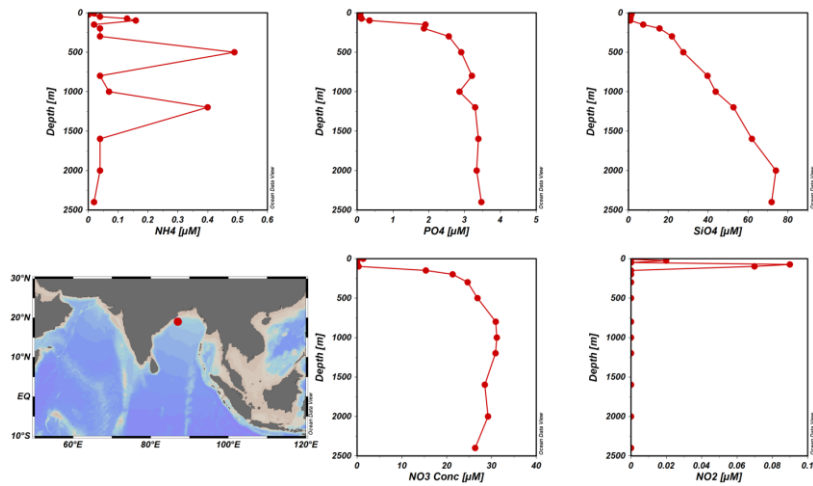 0
500
1000
1500
2000
2500
0 0.1 0.2 0.3 0.4 0.5 0.6
Depth [m]
NH4 [µM]
Ocean Data View
0
500
1000
1500
2000
2500
0 1 2 3 4 5
Depth [m]
PO4 [µM]
Ocean Data View
0
500
1000
1500
2000
2500
0 20 40 60 80
Depth [m]
SiO4 [µM]
Ocean Data View
30°N
20°N
10°N
EQ
10°S
60°E 80°E 100°E 120°E
Ocean Data View
0
500
1000
1500
2000
2500
0 10 20 30 40
Depth [m]
NO3 Conc [µM]
Ocean Data View
0
500
1000
1500
2000
2500
0 0.02 0.04 0.06 0.08 0.1
Depth [m]
NO2 [µM]
Ocean Data View